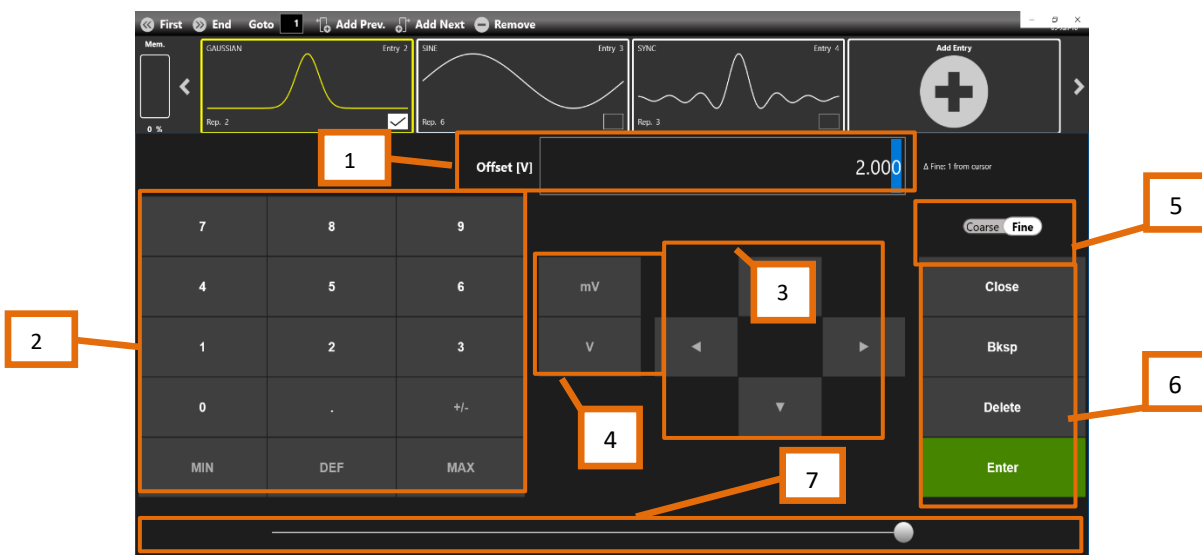 First End Goto 1 Add Prev. Add Next Remove
Mem.
0 %
GAUSSIAN Entry 2
Rep. 2
SINE Entry 3
Rep. 6
SYNC Entry 4
Rep. 3
Add Entry
1
Offset [V] 2.000 Δ Fine: 1 from cursor
5
Coarse Fine
7 8 9
4 5 6 mV 3 Close
2
1 2 3 V ◀ ▶ Bksp
6
0 . +/- ▼ Delete
4
MIN DEF MAX Enter
7